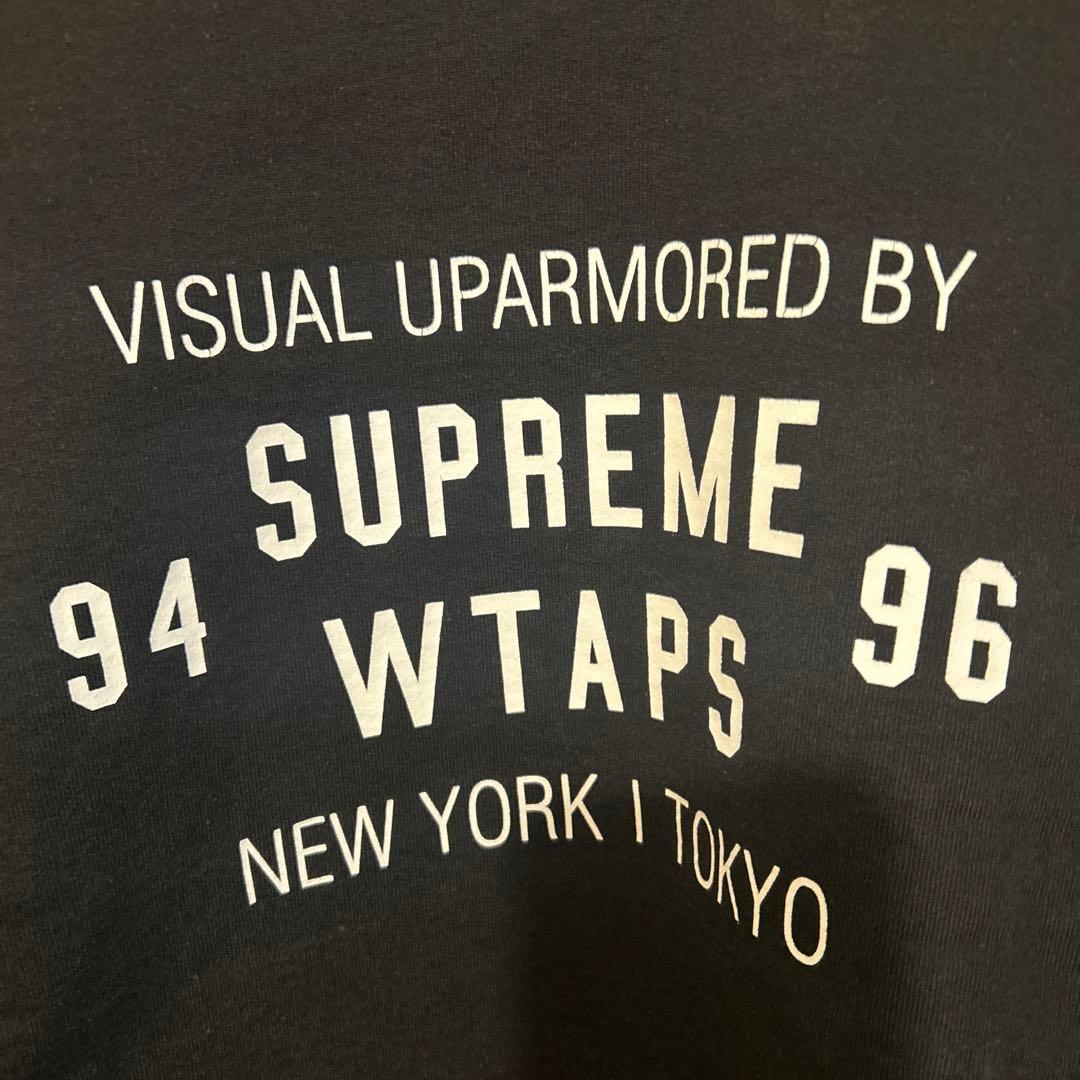 VISUAL UPARMORED BY
SUPREME
94 96
WTAPS
NEW YORK | TOKYO